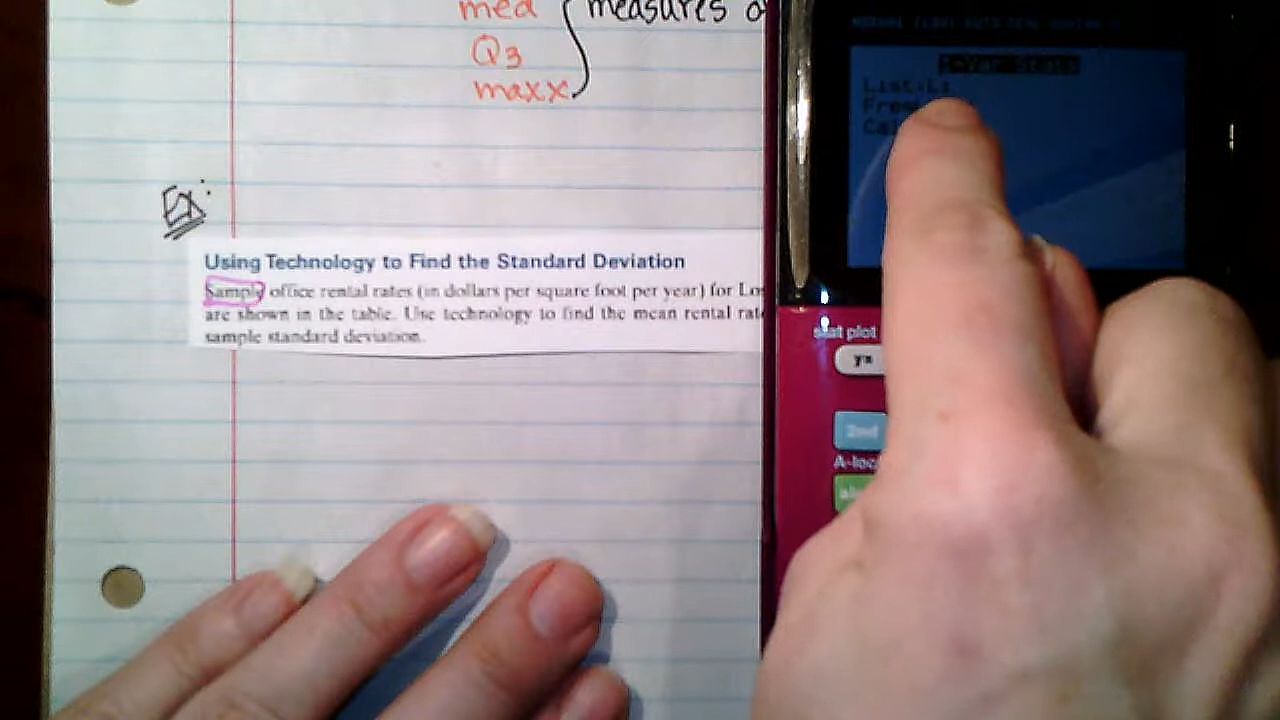 med
measures
Q3
maxx
1-Var Stats
List:L1
Ex:
Using Technology to Find the Standard Deviation
Sample office rental rates (in dollars per square foot per year) for Los
are shown in the table. Use technology to find the mean rental rate
sample standard deviation.
stat plot
y=
2nd
A-lock